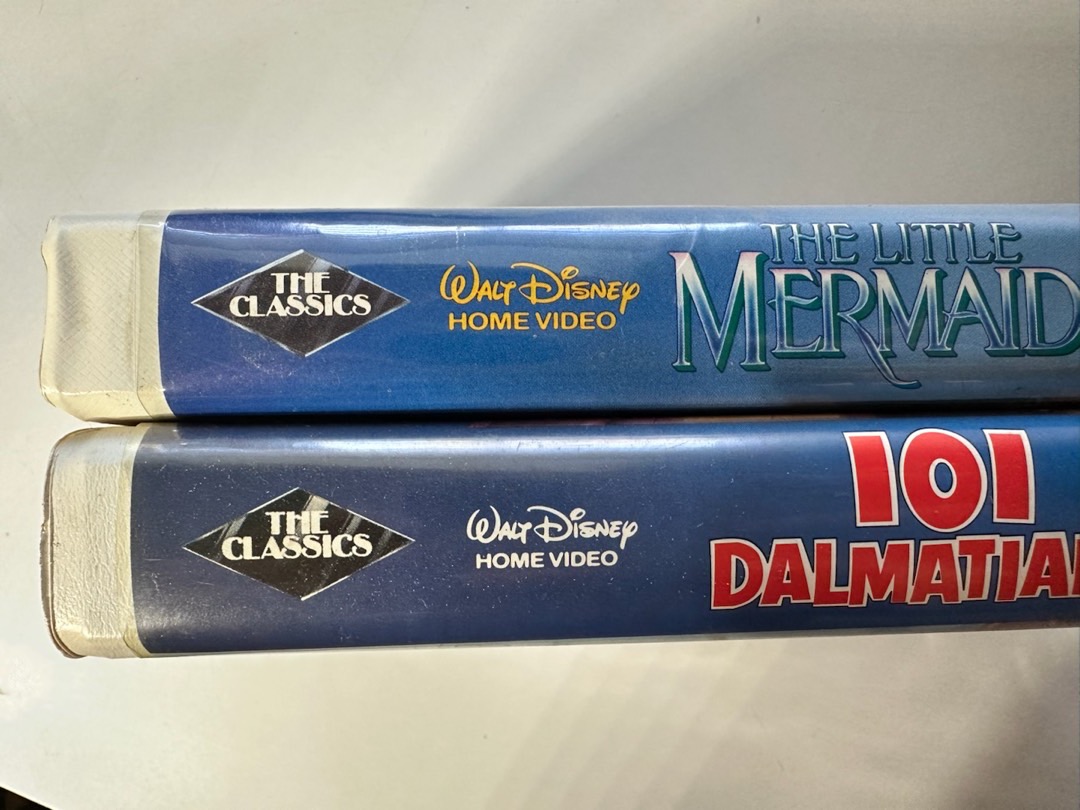 THE
CLASSICS
WALT DISNEY
HOME VIDEO
THE LITTLE
MERMAID
THE
CLASSICS
WALT DISNEY
HOME VIDEO
101
DALMATIA